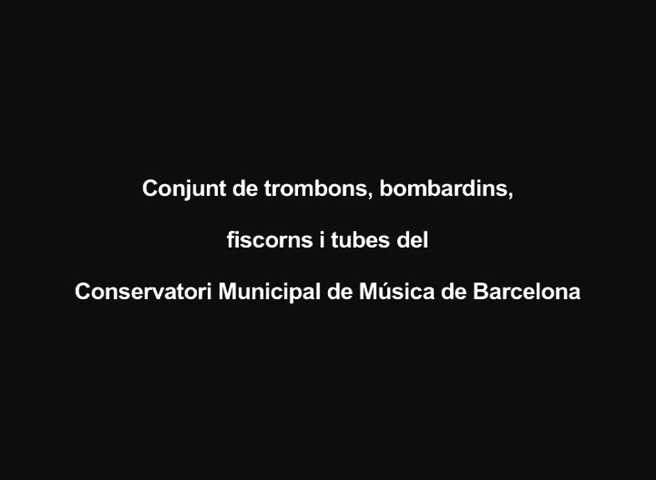 Conjunt de trombons, bombardins,
fiscorns i tubes del
Conservatori Municipal de Música de Barcelona